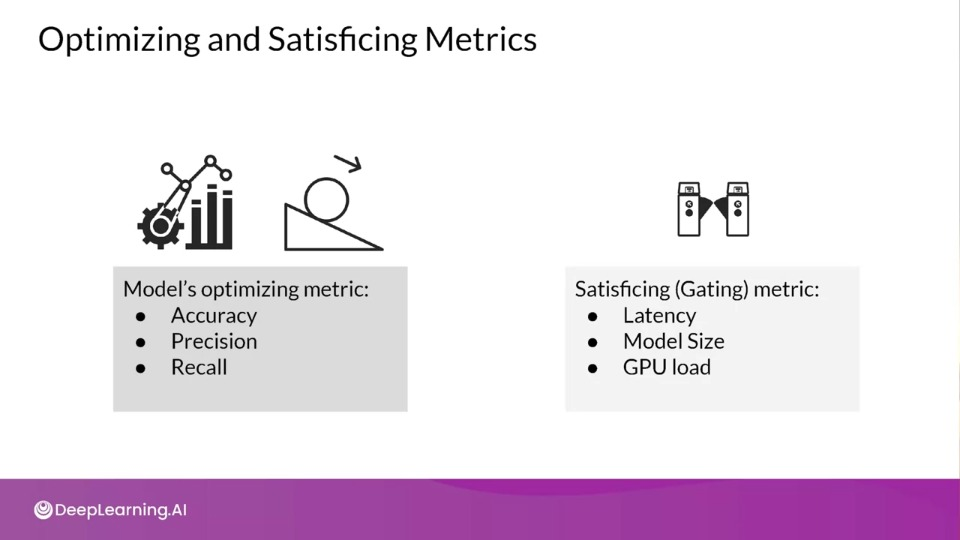 Optimizing and Satisficing Metrics
Model's optimizing metric:
● Accuracy
● Precision
● Recall
Satisficing (Gating) metric:
● Latency
● Model Size
● GPU load
DeepLearning.AI